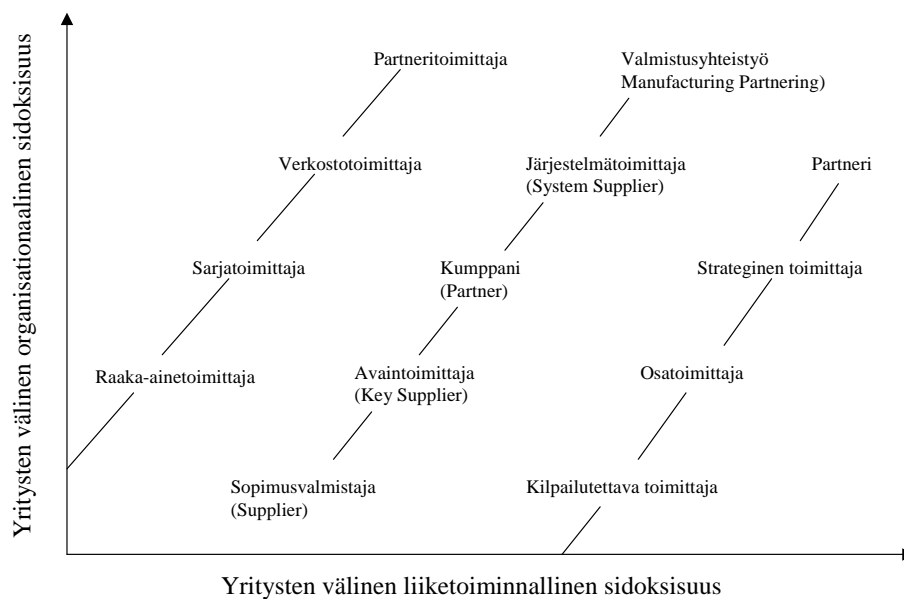 Yritysten välinen organisationaalinen sidoksisuus
Partneritoimittaja
Valmistusyhteistyö
Manufacturing Partnering)
Verkostotoimittaja
Järjestelmätoimittaja
(System Supplier)
Partneri
Sarjatoimittaja
Kumppani
(Partner)
Strateginen toimittaja
Raaka-ainetoimittaja
Avaintoimittaja
(Key Supplier)
Osatoimittaja
Sopimusvalmistaja
(Supplier)
Kilpailutettava toimittaja
Yritysten välinen liiketoiminnallinen sidoksisuus